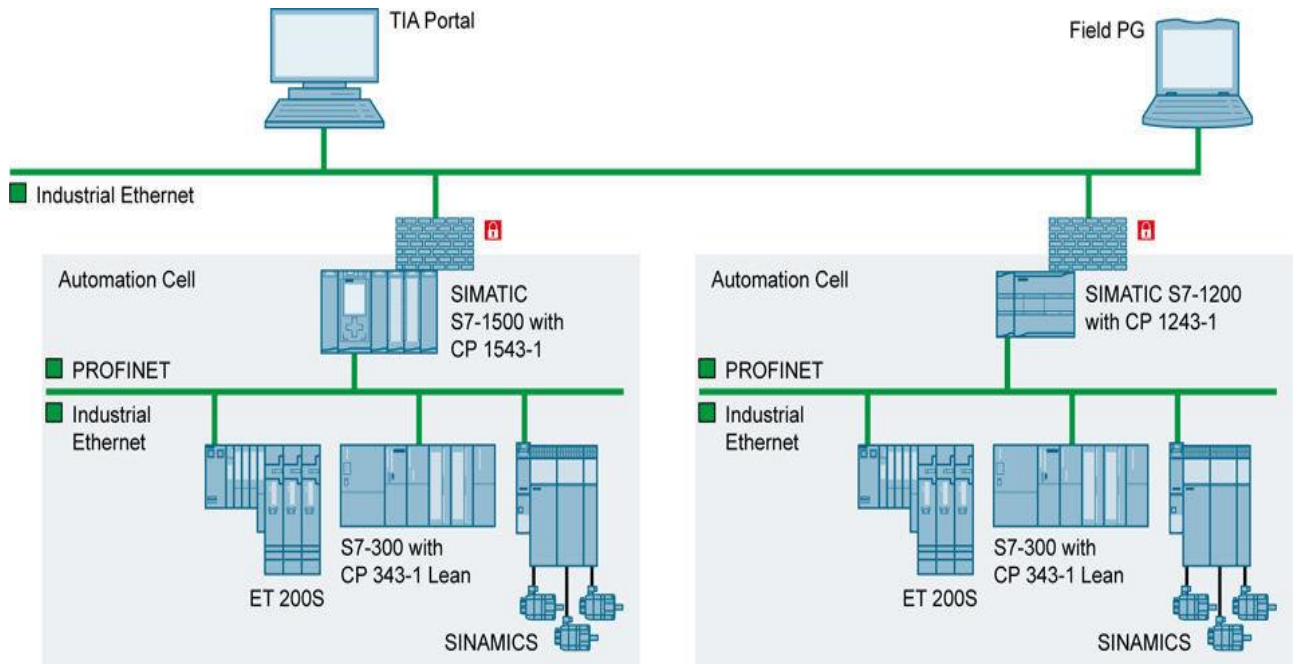 TIA Portal
Field PG
Industrial Ethernet
Automation Cell
SIMATIC
S7-1500 with
CP 1543-1
PROFINET
Industrial
Ethernet
ET 200S
S7-300 with
CP 343-1 Lean
SINAMICS
Automation Cell
SIMATIC S7-1200
with CP 1243-1
PROFINET
Industrial
Ethernet
ET 200S
S7-300 with
CP 343-1 Lean
SINAMICS